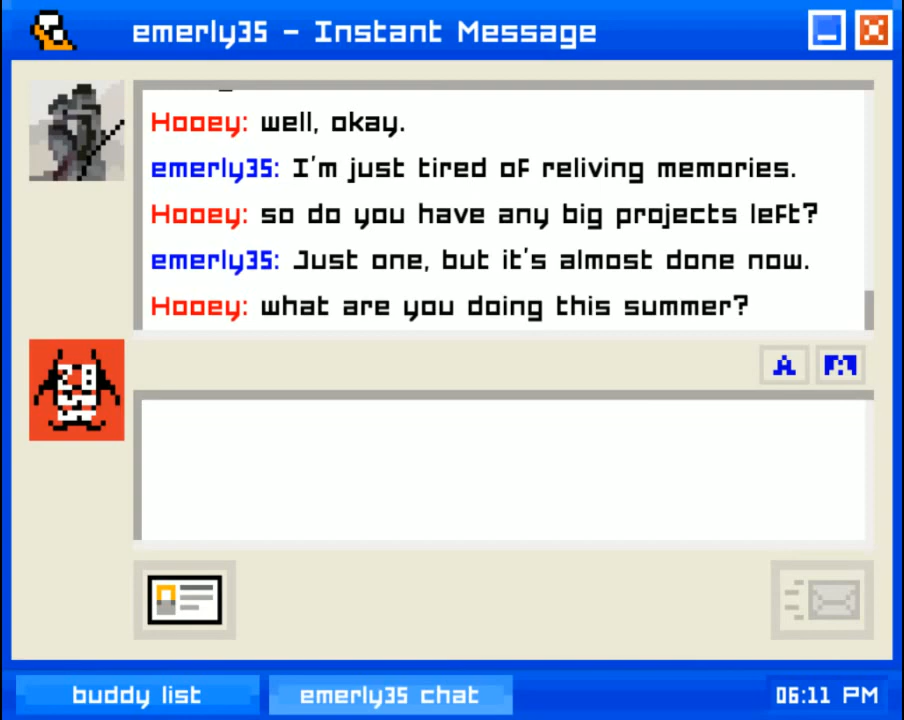 emerly35 - Instant Message
Hooey: well, okay.
emerly35: I'm just tired of reliving memories.
Hooey: so do you have any big projects left?
emerly35: Just one, but it's almost done now.
Hooey: what are you doing this summer?
A
buddy list
emerly35 chat
06:11 PM